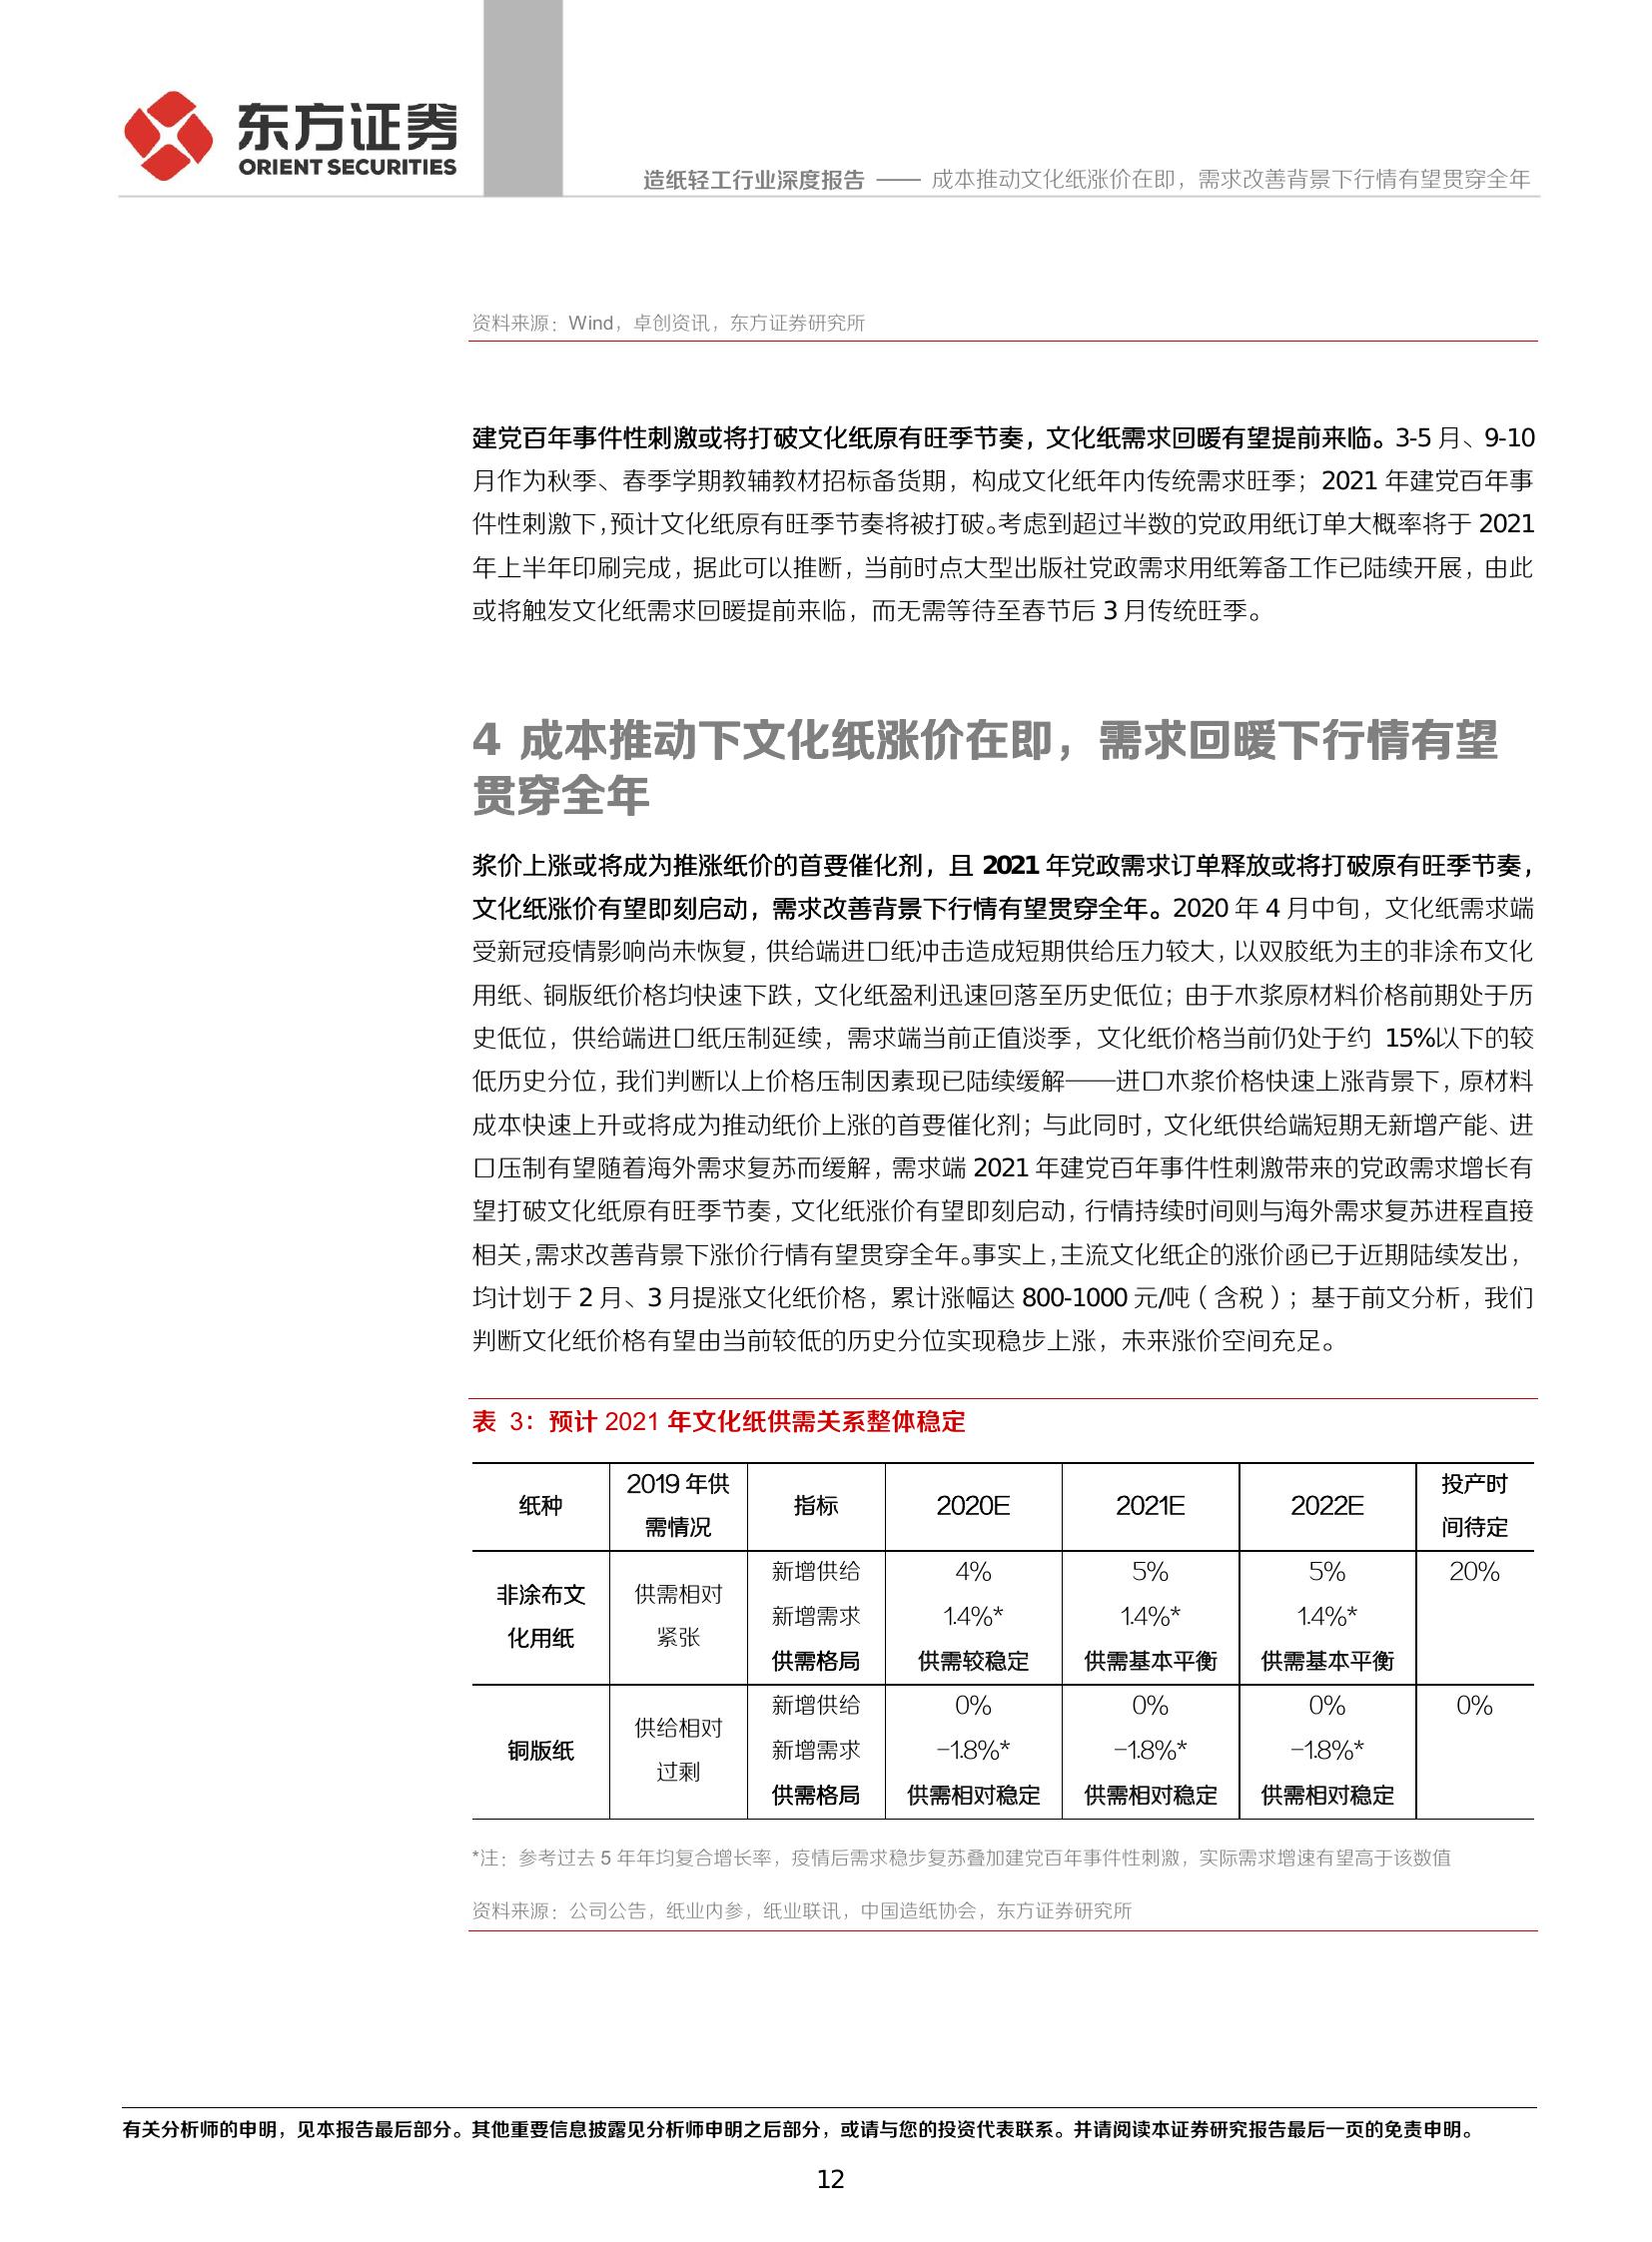 东方证券
ORIENT SECURITIES
造纸轻工行业深度报告 —— 成本推动文化纸涨价在即，需求改善背景下行情有望贯穿全年
资料来源：Wind，卓创资讯，东方证券研究所
建党百年事件性刺激或将打破文化纸原有旺季节奏，文化纸需求回暖有望提前来临。3-5 月、9-10
月作为秋季、春季学期教辅教材招标备货期，构成文化纸年内传统需求旺季；2021 年建党百年事
件性刺激下，预计文化纸原有旺季节奏将被打破。考虑到超过半数的党政用纸订单大概率将于 2021
年上半年印刷完成，据此可以推断，当前时点大型出版社党政需求用纸筹备工作已陆续开展，由此
或将触发文化纸需求回暖提前来临，而无需等待至春节后 3 月传统旺季。
4 成本推动下文化纸涨价在即，需求回暖下行情有望
贯穿全年
浆价上涨或将成为推涨纸价的首要催化剂，且 2021 年党政需求订单释放或将打破原有旺季节奏，
文化纸涨价有望即刻启动，需求改善背景下行情有望贯穿全年。2020 年 4 月中旬，文化纸需求端
受新冠疫情影响尚未恢复，供给端进口纸冲击造成短期供给压力较大，以双胶纸为主的非涂布文化
用纸、铜版纸价格均快速下跌，文化纸盈利迅速回落至历史低位；由于木浆原材料价格前期处于历
史低位，供给端进口纸压制延续，需求端当前正值淡季，文化纸价格当前仍处于约 15%以下的较
低历史分位，我们判断以上价格压制因素现已陆续缓解——进口木浆价格快速上涨背景下，原材料
成本快速上升或将成为推动纸价上涨的首要催化剂；与此同时，文化纸供给端短期无新增产能、进
口压制有望随着海外需求复苏而缓解，需求端 2021 年建党百年事件性刺激带来的党政需求增长有
望打破文化纸原有旺季节奏，文化纸涨价有望即刻启动，行情持续时间则与海外需求复苏进程直接
相关，需求改善背景下涨价行情有望贯穿全年。事实上，主流文化纸企的涨价函已于近期陆续发出，
均计划于 2 月、3 月提涨文化纸价格，累计涨幅达 800-1000 元/吨（含税）；基于前文分析，我们
判断文化纸价格有望由当前较低的历史分位实现稳步上涨，未来涨价空间充足。
表 3：预计 2021 年文化纸供需关系整体稳定
纸种 2019 年供需情况 指标 2020E 2021E 2022E 投产时间待定
非涂布文化用纸 供需相对紧张 新增供给 4% 5% 5% 20%
新增需求 1.4%* 1.4%* 1.4%*
供需格局 供需较稳定 供需基本平衡 供需基本平衡
铜版纸 供给相对过剩 新增供给 0% 0% 0% 0%
新增需求 -1.8%* -1.8%* -1.8%*
供需格局 供需相对稳定 供需相对稳定 供需相对稳定
*注：参考过去 5 年年均复合增长率，疫情后需求稳步复苏叠加建党百年事件性刺激，实际需求增速有望高于该数值
资料来源：公司公告，纸业内参，纸业联讯，中国造纸协会，东方证券研究所
有关分析师的申明，见本报告最后部分。其他重要信息披露见分析师申明之后部分，或请与您的投资代表联系。并请阅读本证券研究报告最后一页的免责申明。
12